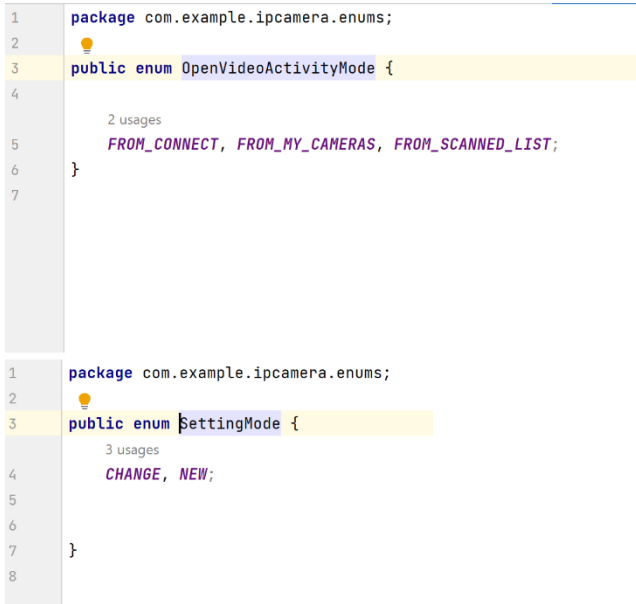 1 package com.example.ipcamera.enums;
2
3 public enum OpenVideoActivityMode {
4
2 usages
5 FROM_CONNECT, FROM_MY_CAMERAS, FROM_SCANNED_LIST;
6 }
7
1 package com.example.ipcamera.enums;
2
3 public enum SettingMode {
3 usages
4 CHANGE, NEW;
5
6
7 }
8